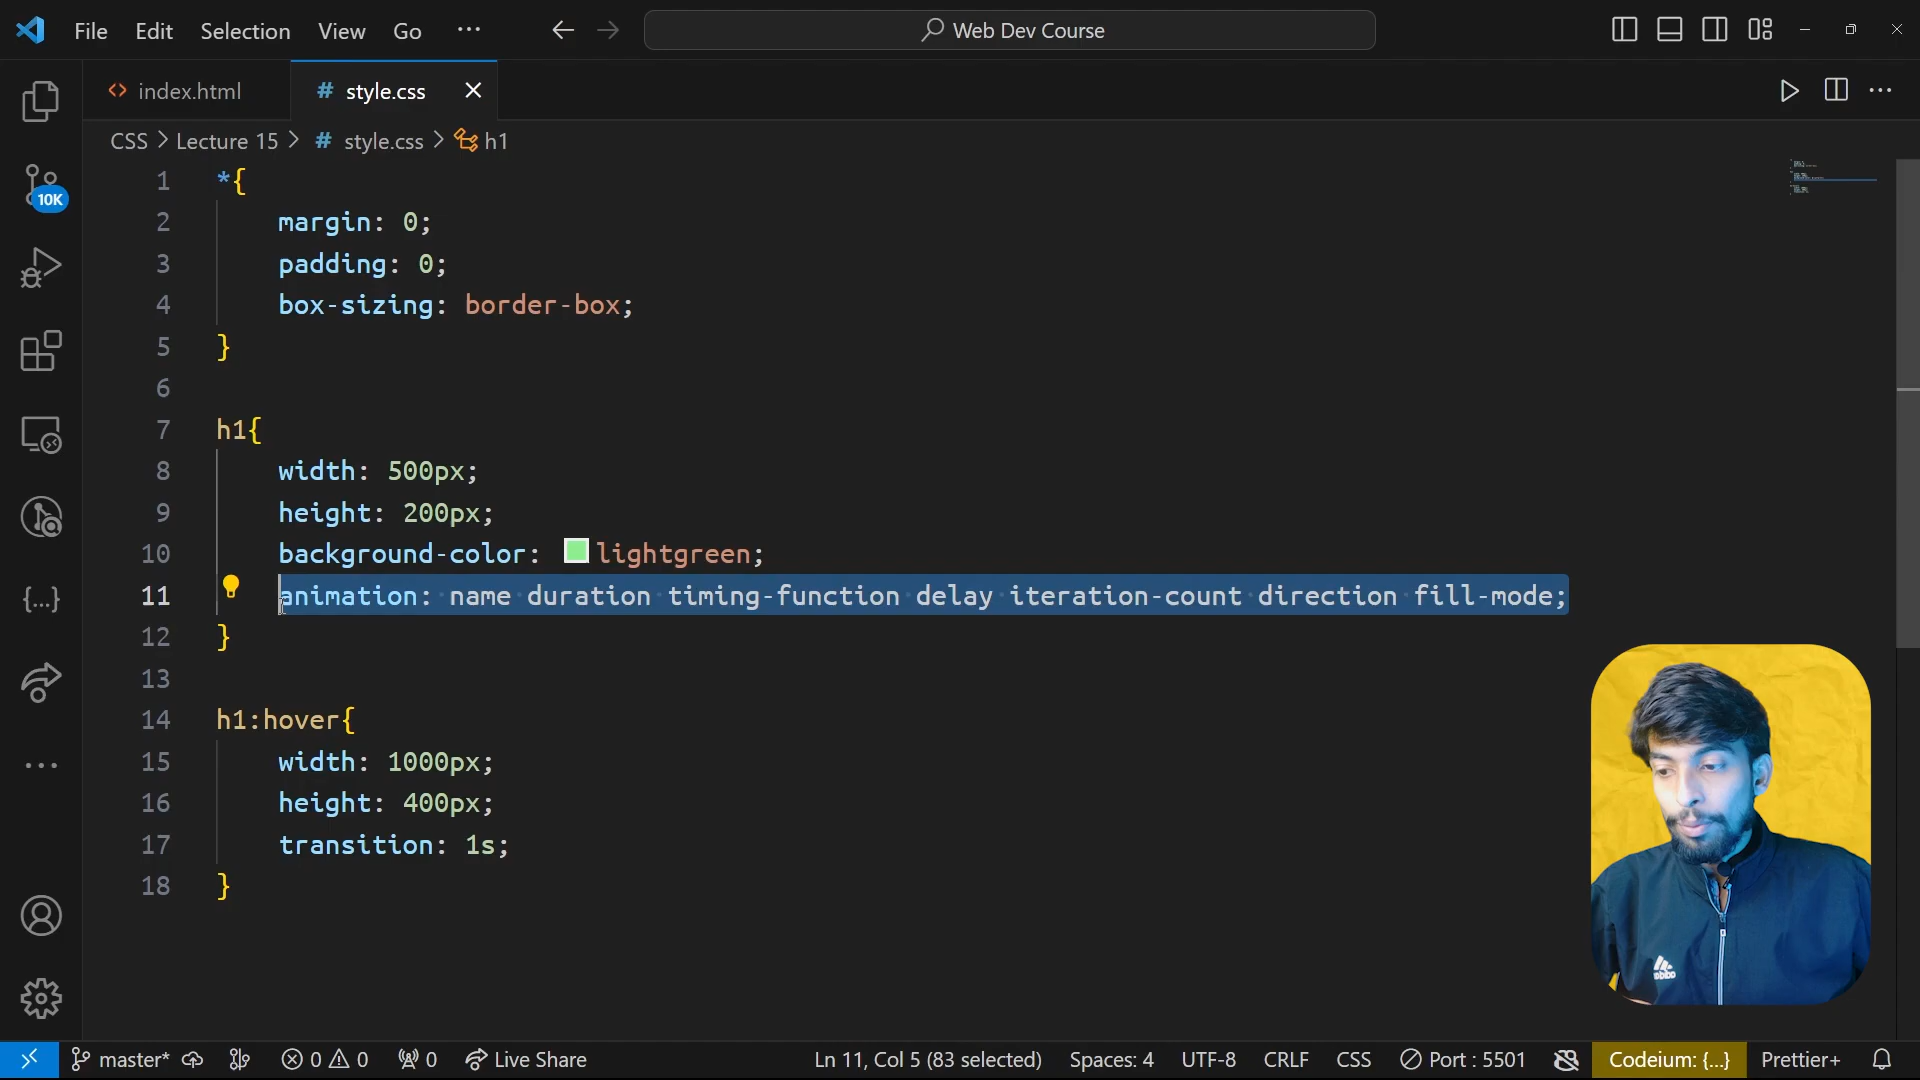 File Edit Selection View Go ··· Web Dev Course
index.html # style.css
CSS > Lecture 15 > # style.css > h1
1 *{
2 margin: 0;
3 padding: 0;
4 box-sizing: border-box;
5 }
6
7 h1{
8 width: 500px;
9 height: 200px;
10 background-color: lightgreen;
11 animation: name duration timing-function delay iteration-count direction fill-mode;
12 }
13
14 h1:hover{
15 width: 1000px;
16 height: 400px;
17 transition: 1s;
18 }
10K
master* 0 0 0 Live Share Ln 11, Col 5 (83 selected) Spaces: 4 UTF-8 CRLF CSS Port : 5501 Codeium: {...} Prettier+